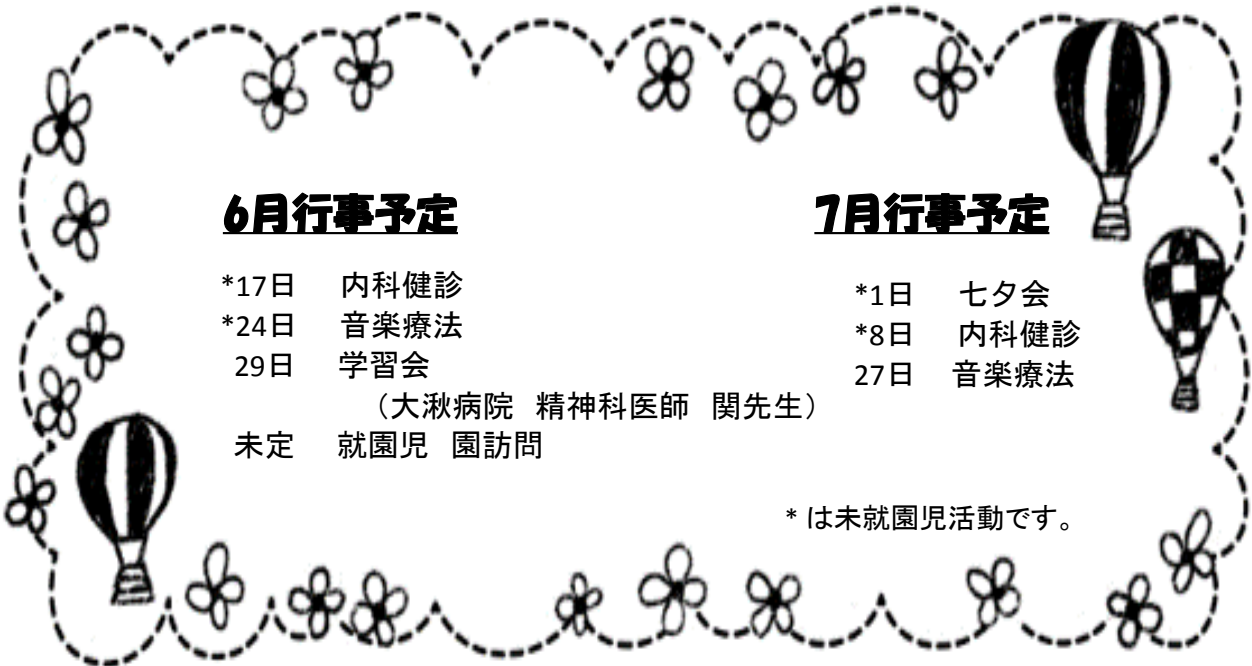 6月行事予定
*17日 内科健診
*24日 音楽療法
29日 学習会
（大湫病院 精神科医師 関先生）
未定 就園児 園訪問
7月行事予定
*1日 七夕会
*8日 内科健診
27日 音楽療法
* は未就園児活動です。